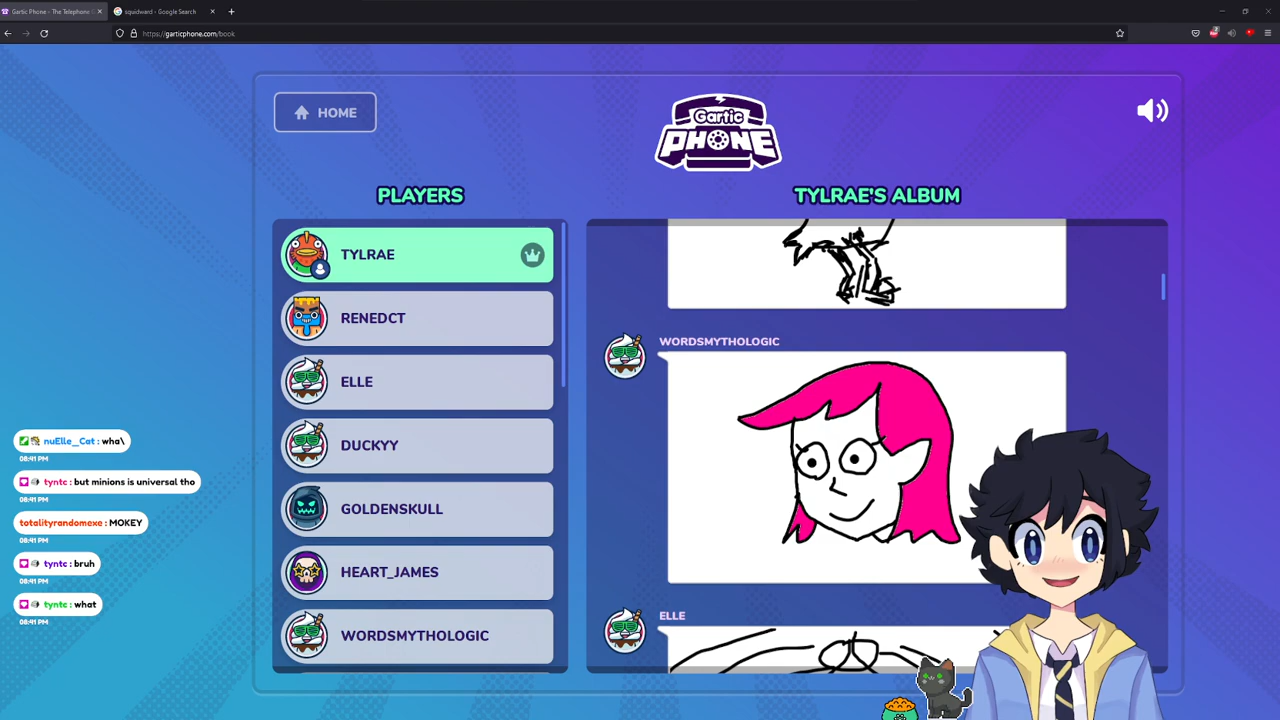 Gartic Phone - The Telephone
squidward - Google Search
https://garticphone.com/book
HOME
Gartic
PHONE
PLAYERS
TYLRAE'S ALBUM
TYLRAE
RENEDCT
ELLE
DUCKYY
GOLDENSKULL
HEART_JAMES
WORDSMYTHOLOGIC
WORDSMYTHOLOGIC
ELLE
nuElle__Cat : wha\
08:41 PM
tyntc : but minions is universal tho
08:41 PM
totalityrandomexe : MOKEY
08:41 PM
tyntc : bruh
08:41 PM
tyntc : what
08:41 PM